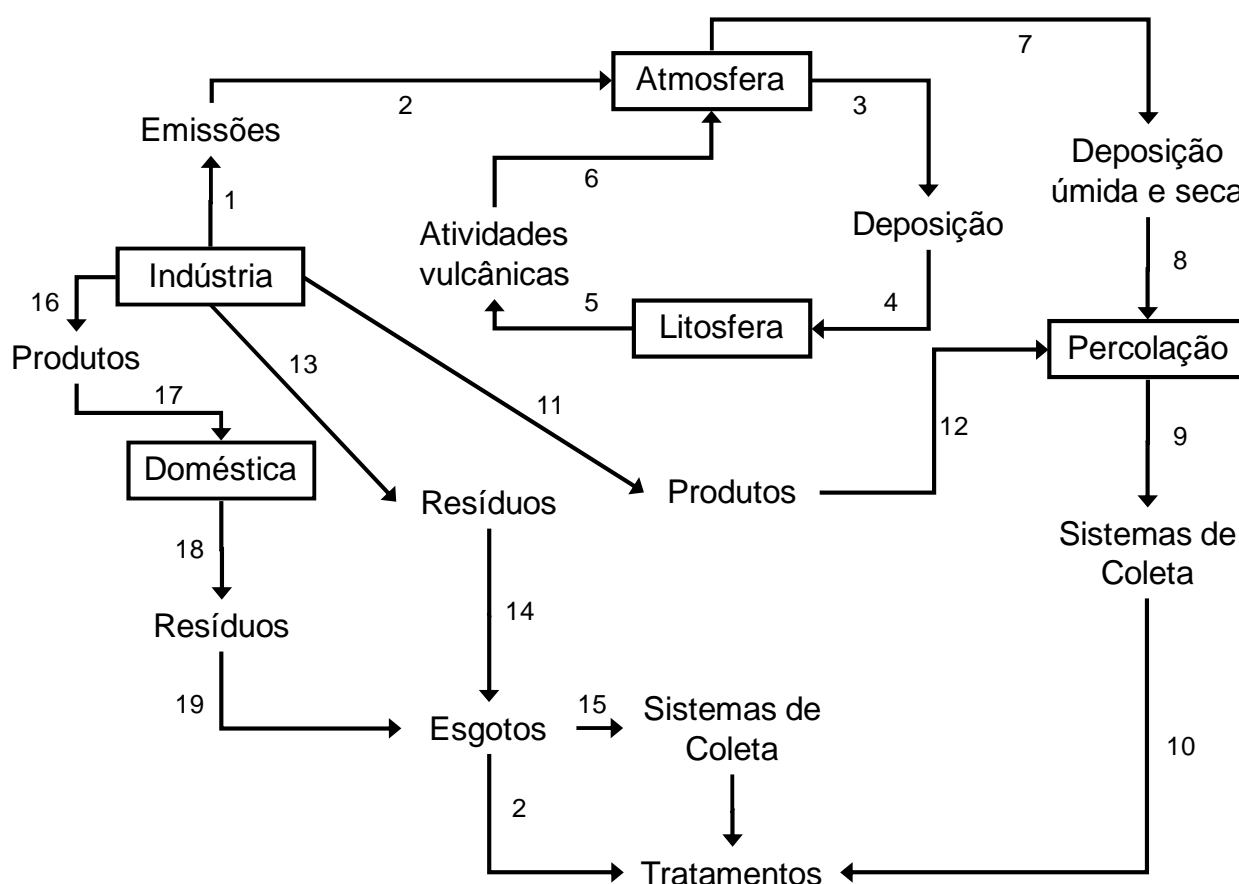 7
Atmosfera
2
3
Emissões
Deposição
úmida e seca
6
1
Atividades
vulcânicas
Deposição
Indústria
8
16
5
4
Litosfera
Percolação
Produtos
13
17
11
12
9
Doméstica
Resíduos
Produtos
18
Sistemas de
Coleta
Resíduos
14
19
15
Sistemas de
Coleta
Esgotos
10
2
Tratamentos